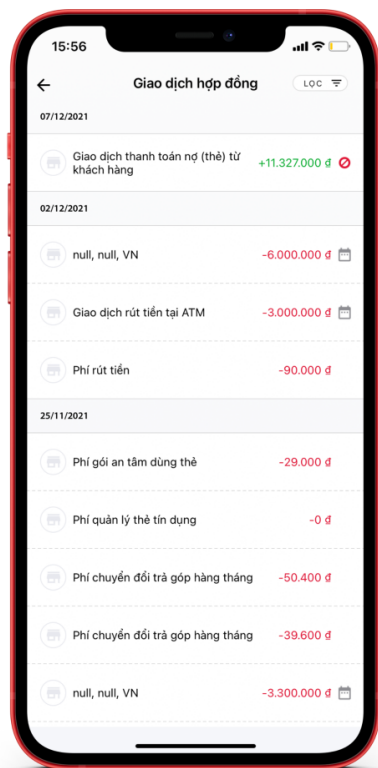 15:56
Giao dịch hợp đồng
LỌC
07/12/2021
Giao dịch thanh toán nợ (thẻ) từ
khách hàng
+11.327.000 ₫
02/12/2021
null, null, VN
-6.000.000 ₫
Giao dịch rút tiền tại ATM
-3.000.000 ₫
Phí rút tiền
-90.000 ₫
25/11/2021
Phí gói an tâm dùng thẻ
-29.000 ₫
Phí quản lý thẻ tín dụng
-0 ₫
Phí chuyển đổi trả góp hàng tháng
-50.400 ₫
Phí chuyển đổi trả góp hàng tháng
-39.600 ₫
null, null, VN
-3.300.000 ₫